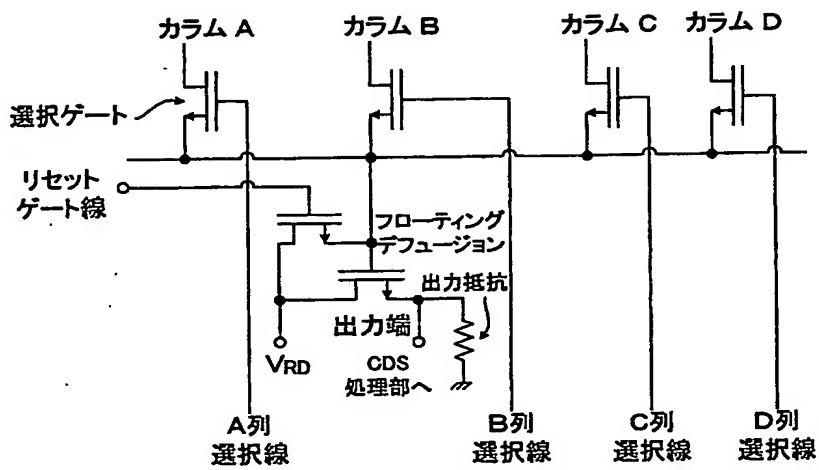 カラム A
カラム B
カラム C
カラム D
選択ゲート
リセット
ゲート線
フローティング
デフュージョン
出力抵抗
出力端
VRD
CDS
処理部へ
A列
選択線
B列
選択線
C列
選択線
D列
選択線